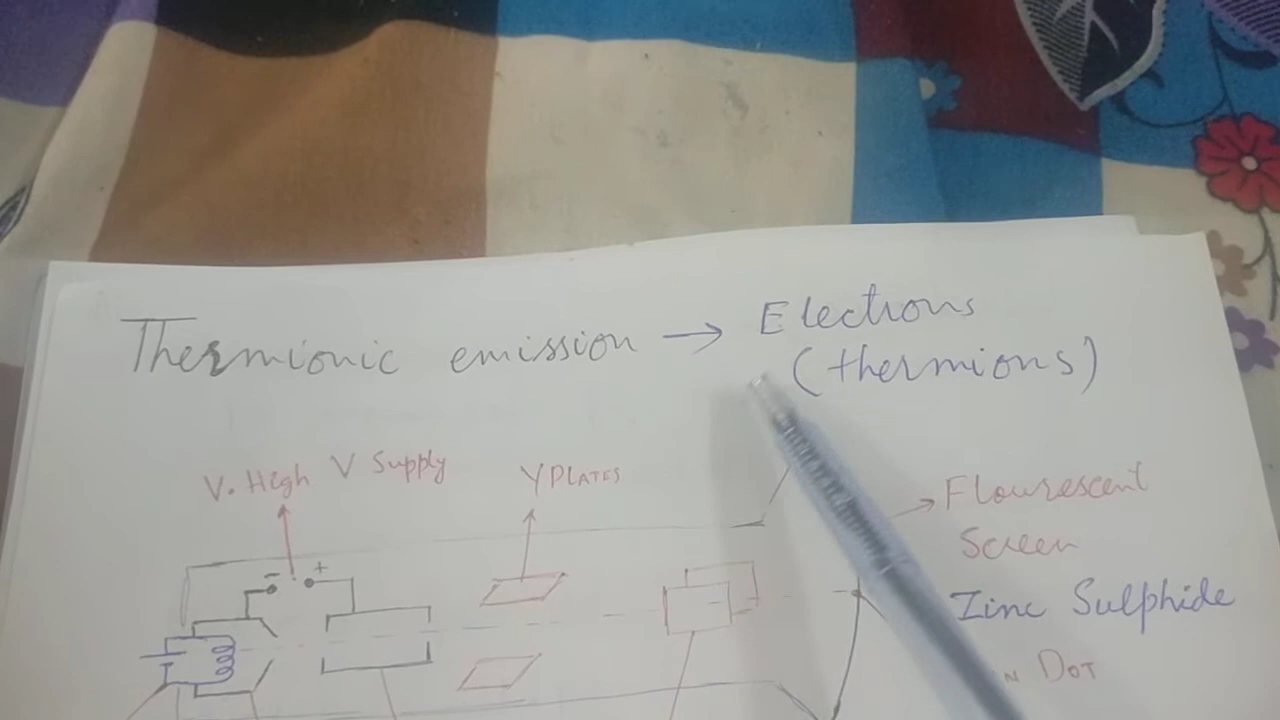 Thermionic emission → Electrons
(thermions)
V. High V Supply
Y PLATES
Flourescent
Screen
- +
Zinc Sulphide
N DOT